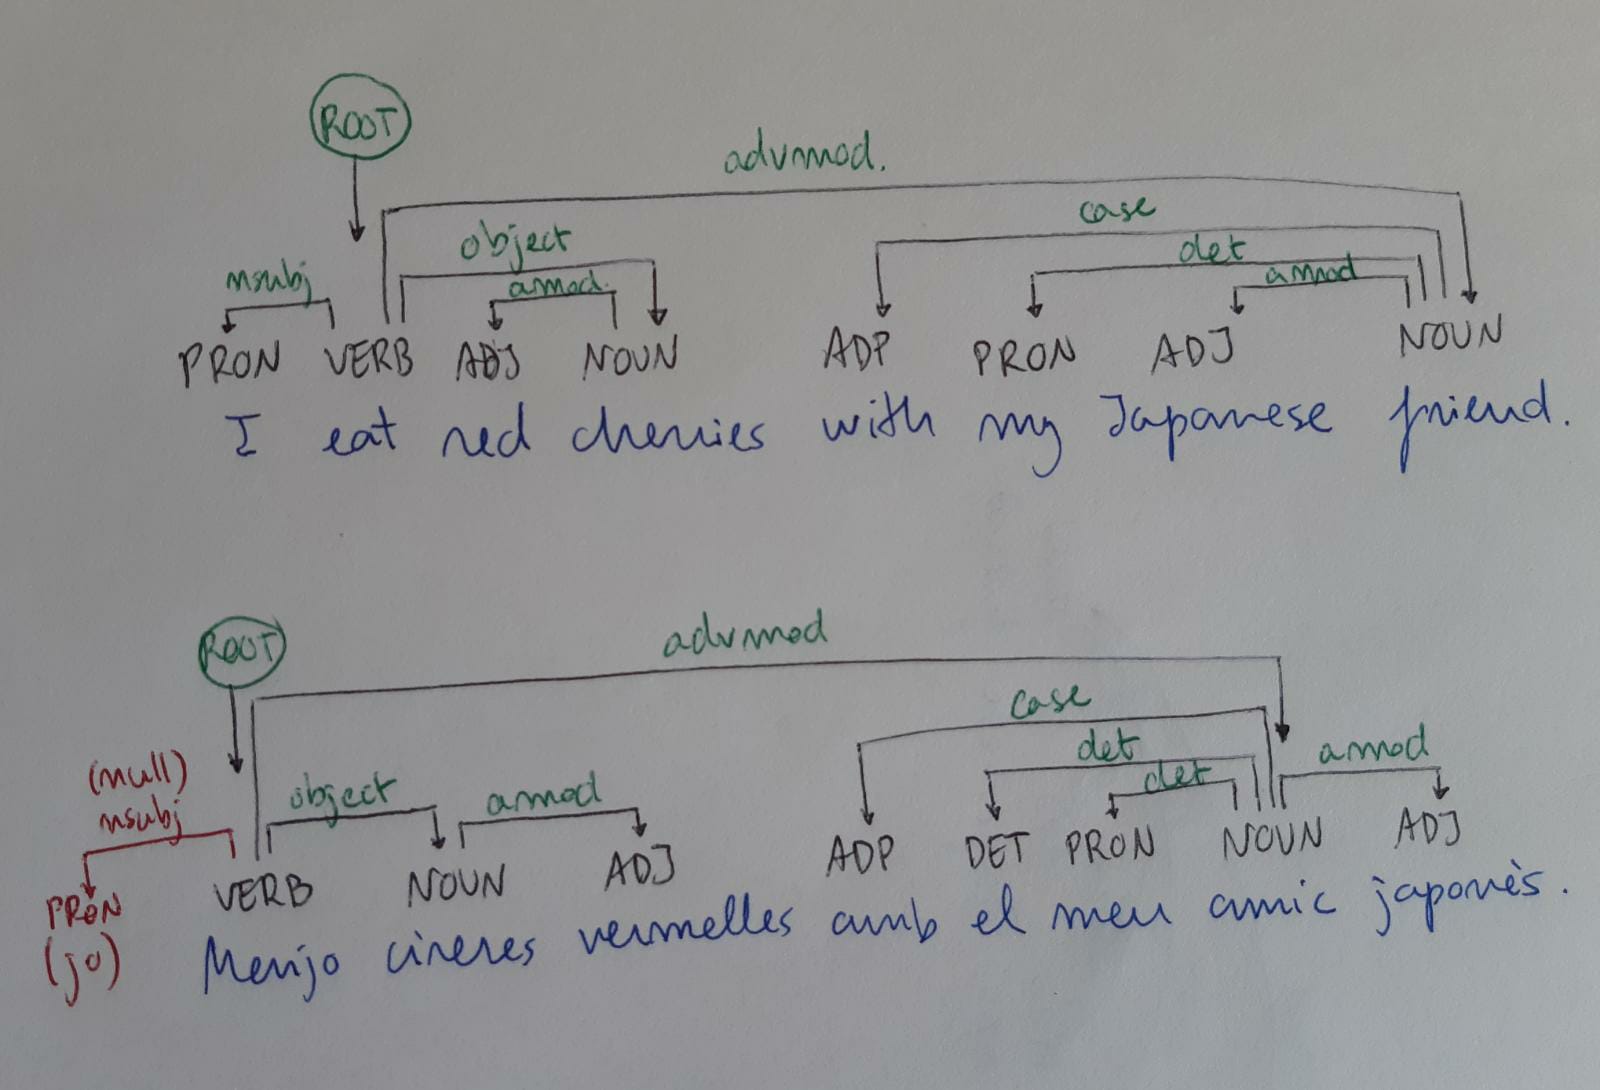 ROOT
advmod.
case
object
det
nsubj
amod.
amod
PRON VERB ADJ NOUN ADP PRON ADJ NOUN
I eat red cherries with my Japanese friend.
ROOT
advmod
case
(null)
det
amod
nsubj
object
amod
det
PRON VERB NOUN ADJ ADP DET PRON NOUN ADJ
(jo) Menjo cireres vermelles amb el meu amic japonès.